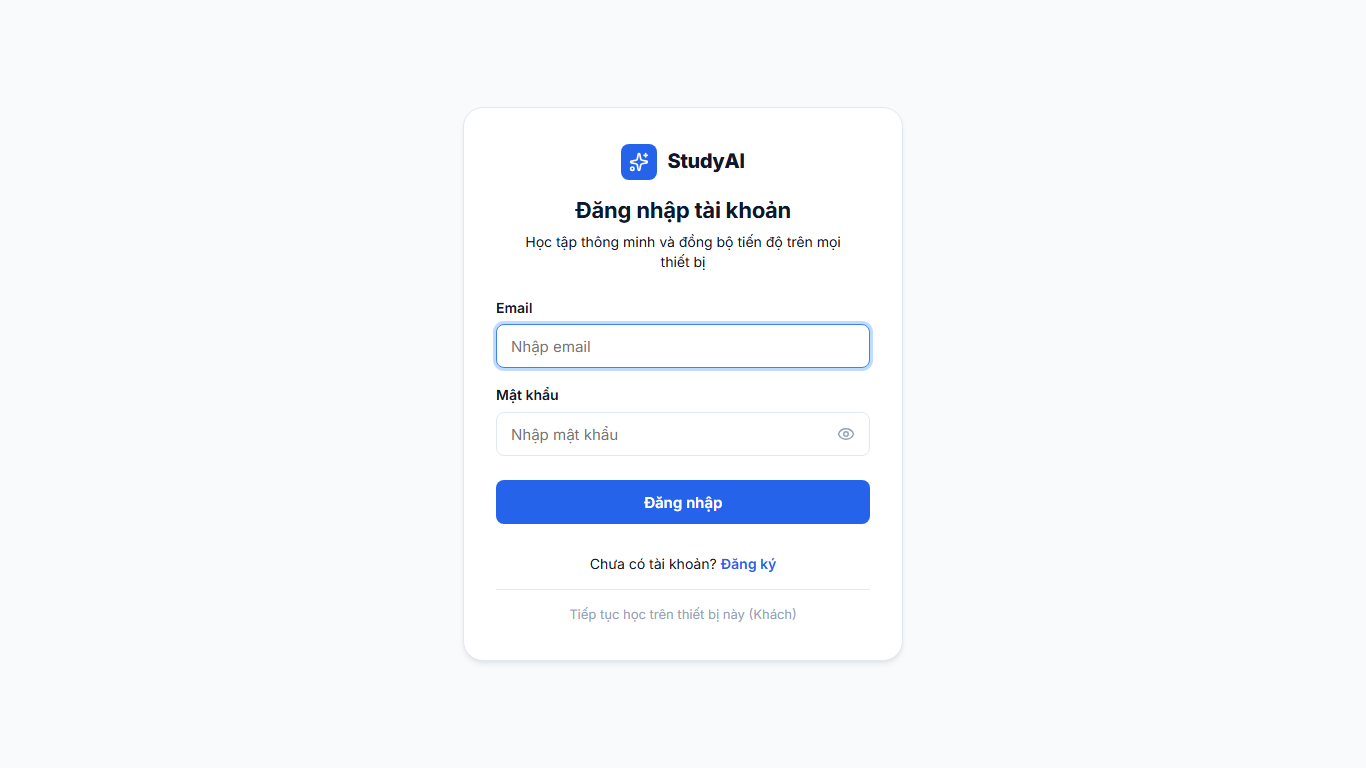 StudyAI
Đăng nhập tài khoản
Học tập thông minh và đồng bộ tiến độ trên mọi
thiết bị
Email
Nhập email
Mật khẩu
Nhập mật khẩu
Đăng nhập
Chưa có tài khoản? Đăng ký
Tiếp tục học trên thiết bị này (Khách)